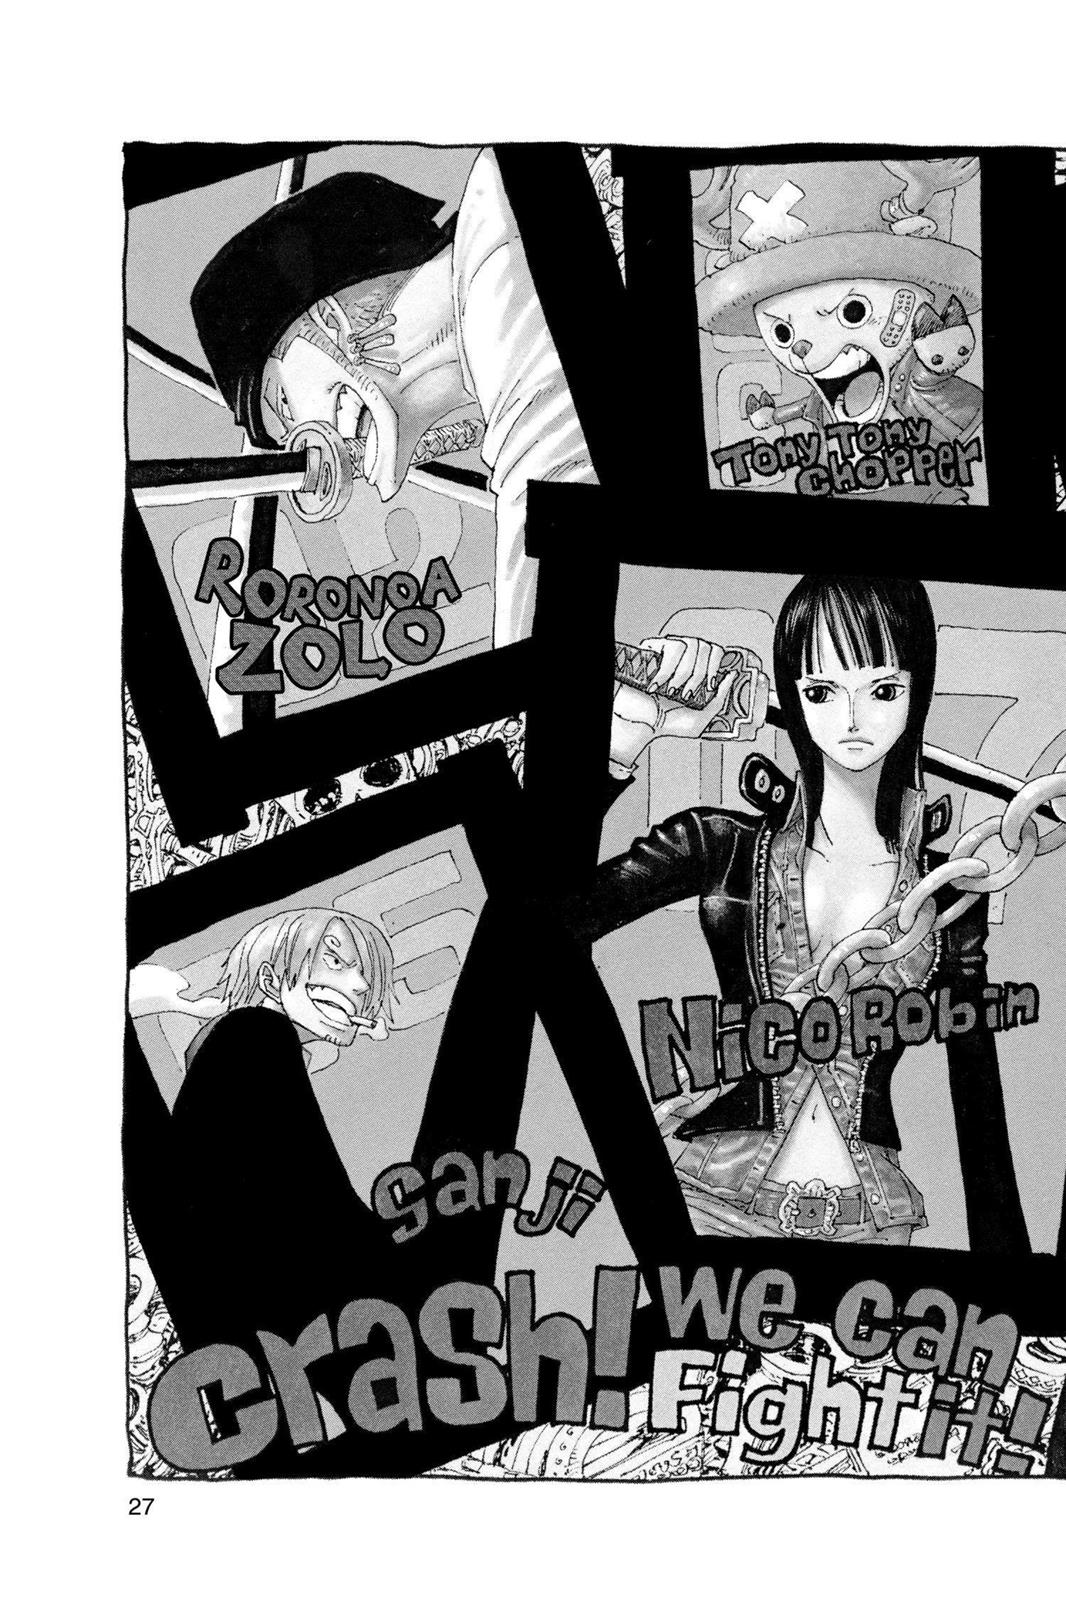 Tony Tony
Chopper
RORONOA
ZOLO
Nico Robin
Sanji
Crash! We can
Fight it!
27